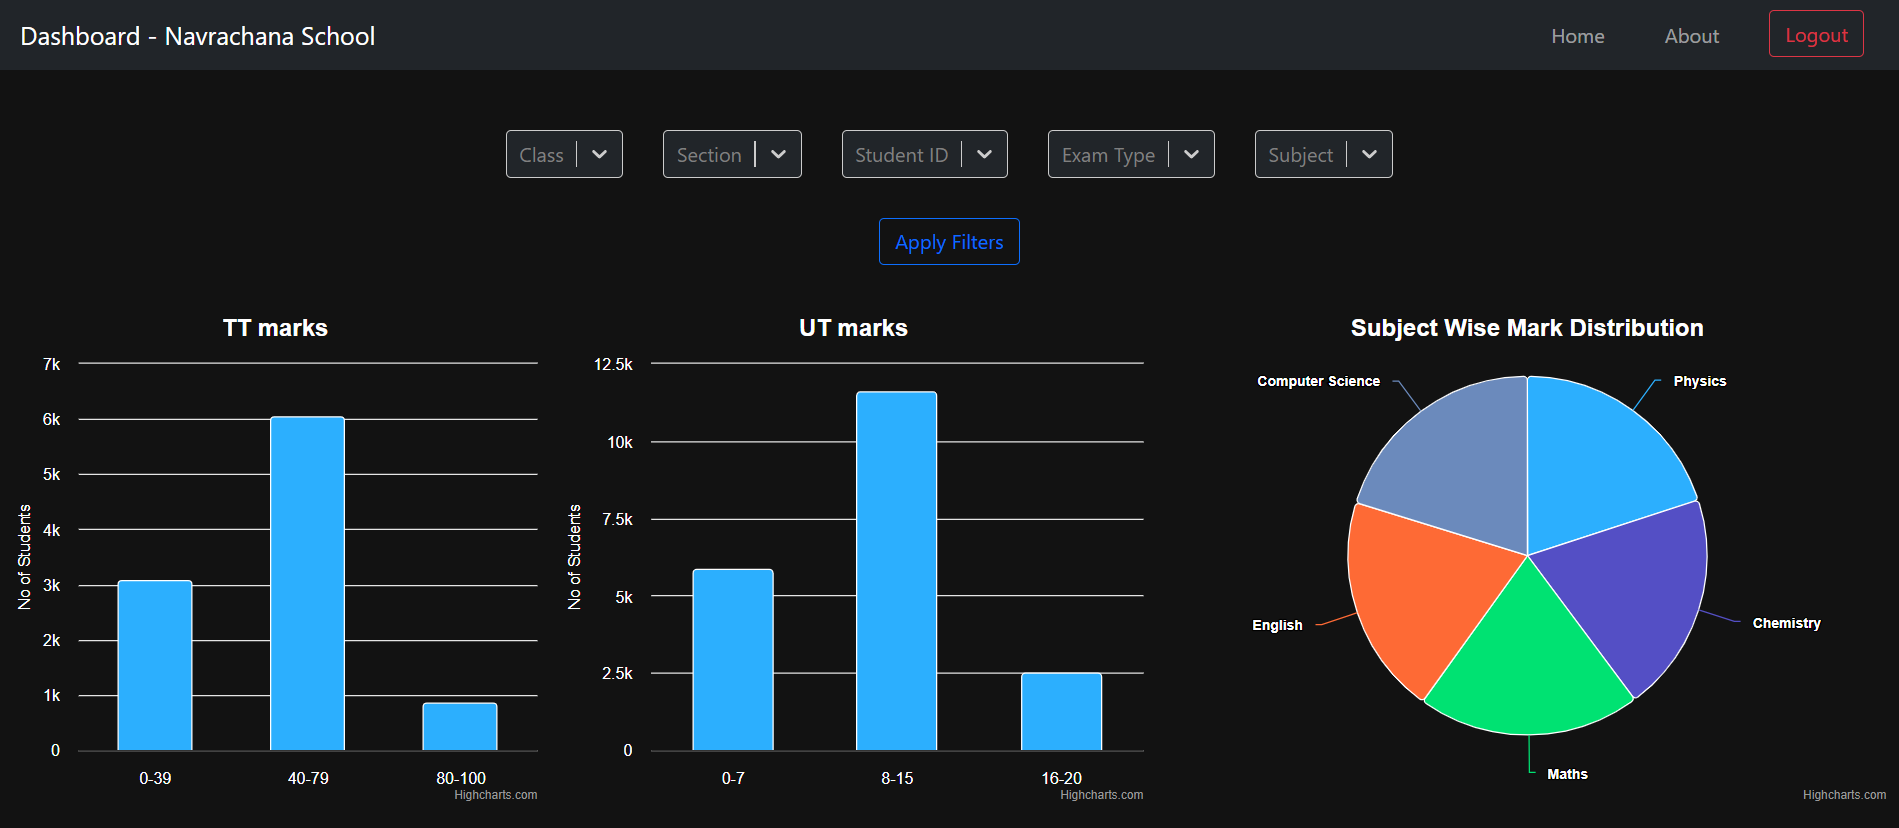 Dashboard - Navrachana School
Home
About
Logout
Class
Section
Student ID
Exam Type
Subject
Apply Filters
TT marks
7k
6k
5k
4k
3k
2k
1k
0
No of Students
0-39
40-79
80-100
Highcharts.com
UT marks
12.5k
10k
7.5k
5k
2.5k
0
No of Students
0-7
8-15
16-20
Highcharts.com
Subject Wise Mark Distribution
Computer Science
Physics
English
Chemistry
Maths
Highcharts.com